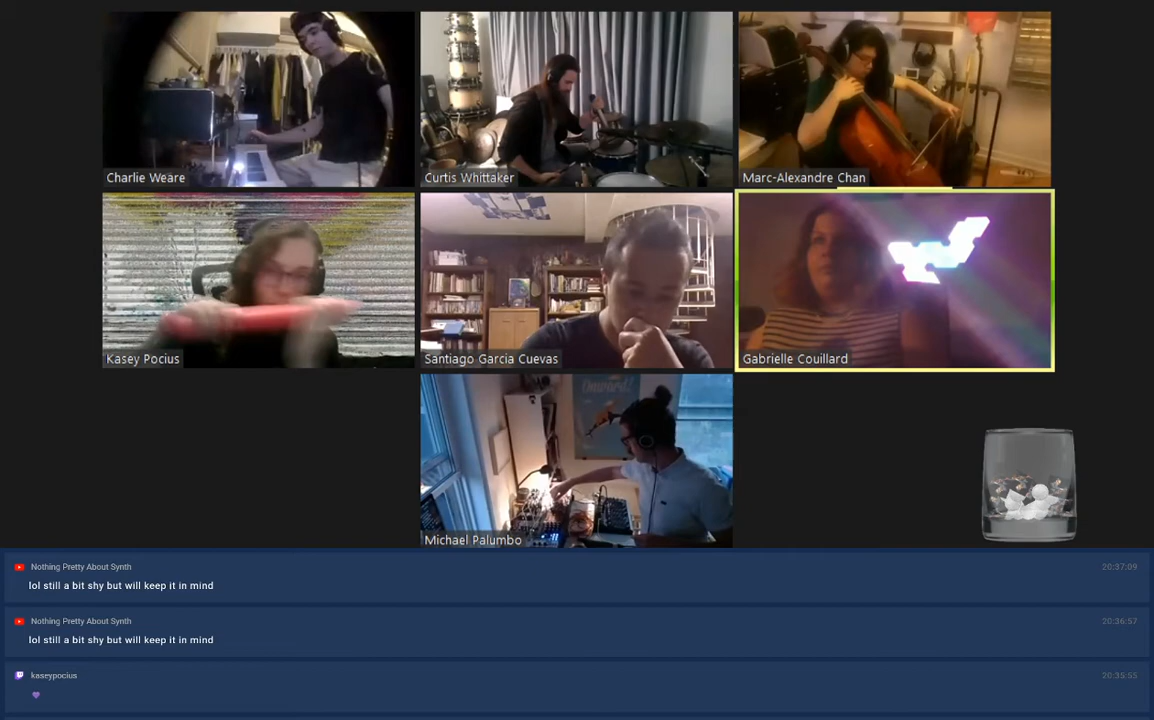 Charlie Weare
Curtis Whittaker
Marc-Alexandre Chan
Kasey Pocius
Santiago Garcia Cuevas
Gabrielle Couillard
Michael Palumbo
Nothing Pretty About Synth 20:37:09
lol still a bit shy but will keep it in mind
Nothing Pretty About Synth 20:36:57
lol still a bit shy but will keep it in mind
kaseypocius 20:35:55